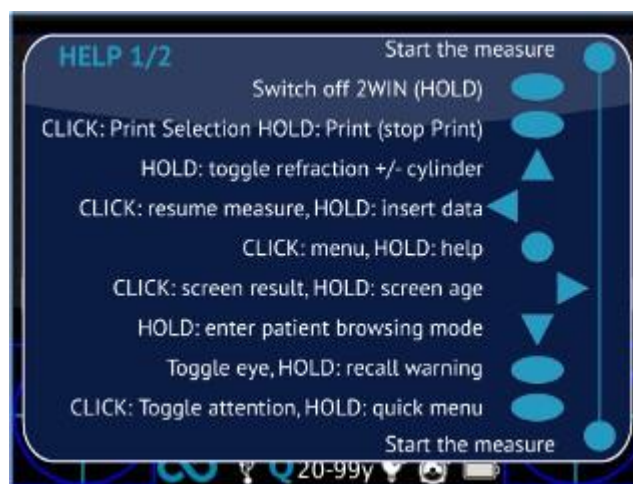 HELP 1/2
Start the measure
Switch off 2WIN (HOLD)
CLICK: Print Selection HOLD: Print (stop Print)
HOLD: toggle refraction +/- cylinder
CLICK: resume measure, HOLD: insert data
CLICK: menu, HOLD: help
CLICK: screen result, HOLD: screen age
HOLD: enter patient browsing mode
Toggle eye, HOLD: recall warning
CLICK: Toggle attention, HOLD: quick menu
Start the measure
Q 20-99y